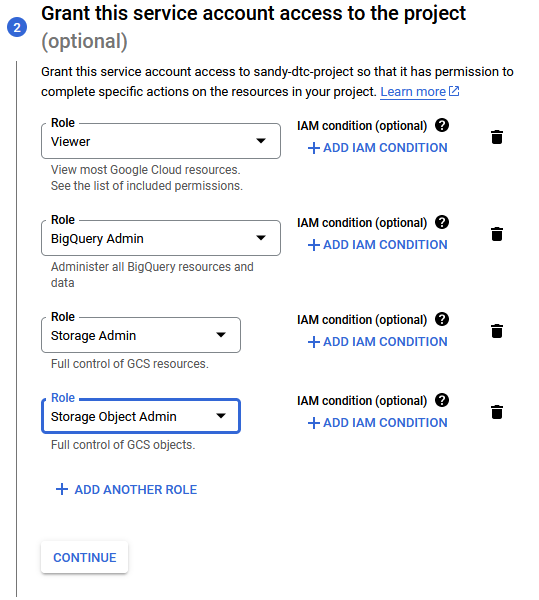 2
Grant this service account access to the project
(optional)
Grant this service account access to sandy-dtc-project so that it has permission to
complete specific actions on the resources in your project. Learn more
Role
Viewer
View most Google Cloud resources.
See the list of included permissions.
IAM condition (optional) ?
+ ADD IAM CONDITION
Role
BigQuery Admin
Administer all BigQuery resources and
data
IAM condition (optional) ?
+ ADD IAM CONDITION
Role
Storage Admin
Full control of GCS resources.
IAM condition (optional) ?
+ ADD IAM CONDITION
Role
Storage Object Admin
Full control of GCS objects.
IAM condition (optional) ?
+ ADD IAM CONDITION
+ ADD ANOTHER ROLE
CONTINUE